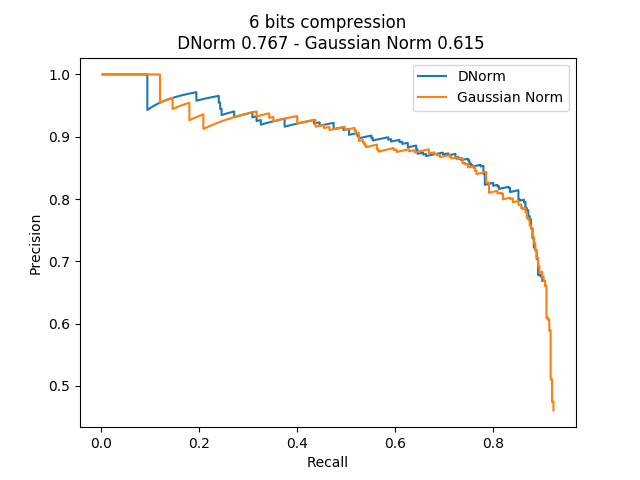 6 bits compression
DNorm 0.767 - Gaussian Norm 0.615
DNorm
Gaussian Norm
Precision
1.0
0.9
0.8
0.7
0.6
0.5
0.0 0.2 0.4 0.6 0.8
Recall